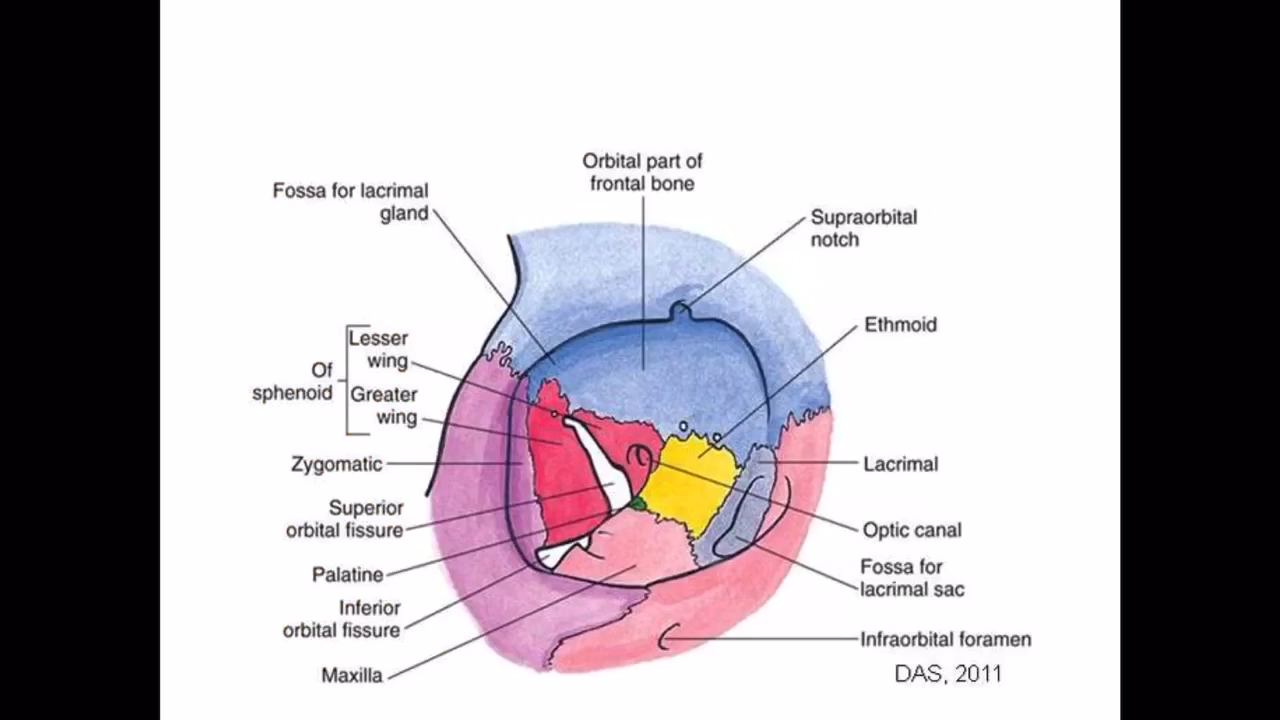 Orbital part of
frontal bone
Fossa for lacrimal
gland
Supraorbital
notch
Ethmoid
Lesser
wing
Of
sphenoid
Greater
wing
Zygomatic
Lacrimal
Superior
orbital fissure
Optic canal
Palatine
Fossa for
lacrimal sac
Inferior
orbital fissure
Infraorbital foramen
Maxilla
DAS, 2011